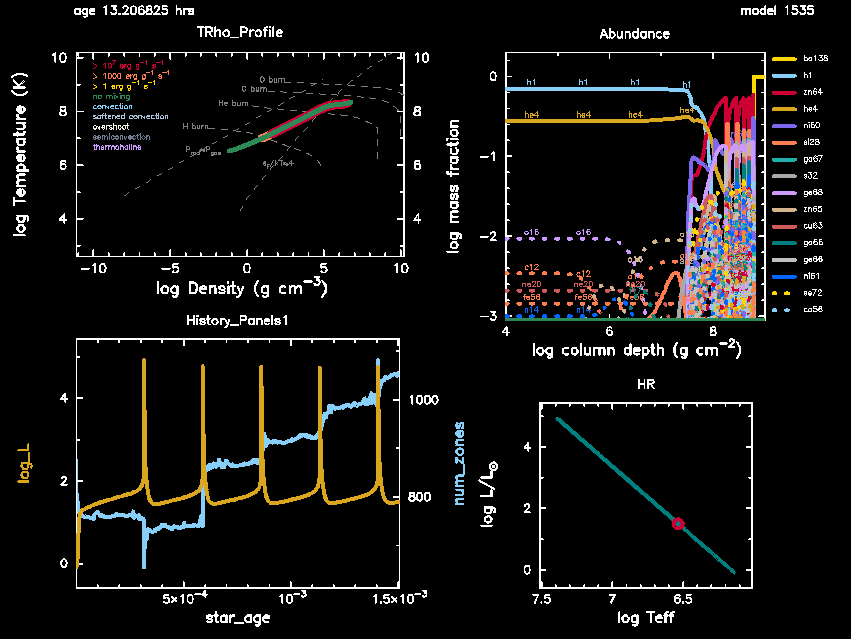 age 13.206825 hrs
model 1535
TRho_Profile
log Temperature (K)
10
8
6
4
10
8
6
4
> 10⁷ erg g⁻¹ s⁻¹
> 1000 erg g⁻¹ s⁻¹
> 1 erg g⁻¹ s⁻¹
no mixing
convection
softened convection
overshoot
semiconvection
thermohaline
O burn
C burn
He burn
H burn
−10
−5
0
5
10
log Density (g cm⁻³)
Abundance
log mass fraction
0
−1
−2
−3
h1 h1 h1 h1
he4 he4 he4 he4
o16 o16 o16
c12 c12
ne20 ne20 ne20
fe56 fe56 fe56
n14 n14
4
6
8
log column depth (g cm⁻²)
ba138
h1
zn64
he4
ni60
si28
ga67
s32
ge68
zn65
cu63
ge66
ni61
se72
co56
History_Panels1
log_L
4
2
0
1000
800
num_zones
5×10⁻⁴
10⁻³
1.5×10⁻³
star_age
HR
log L/L☉
4
2
0
7.5
7
6.5
log Teff